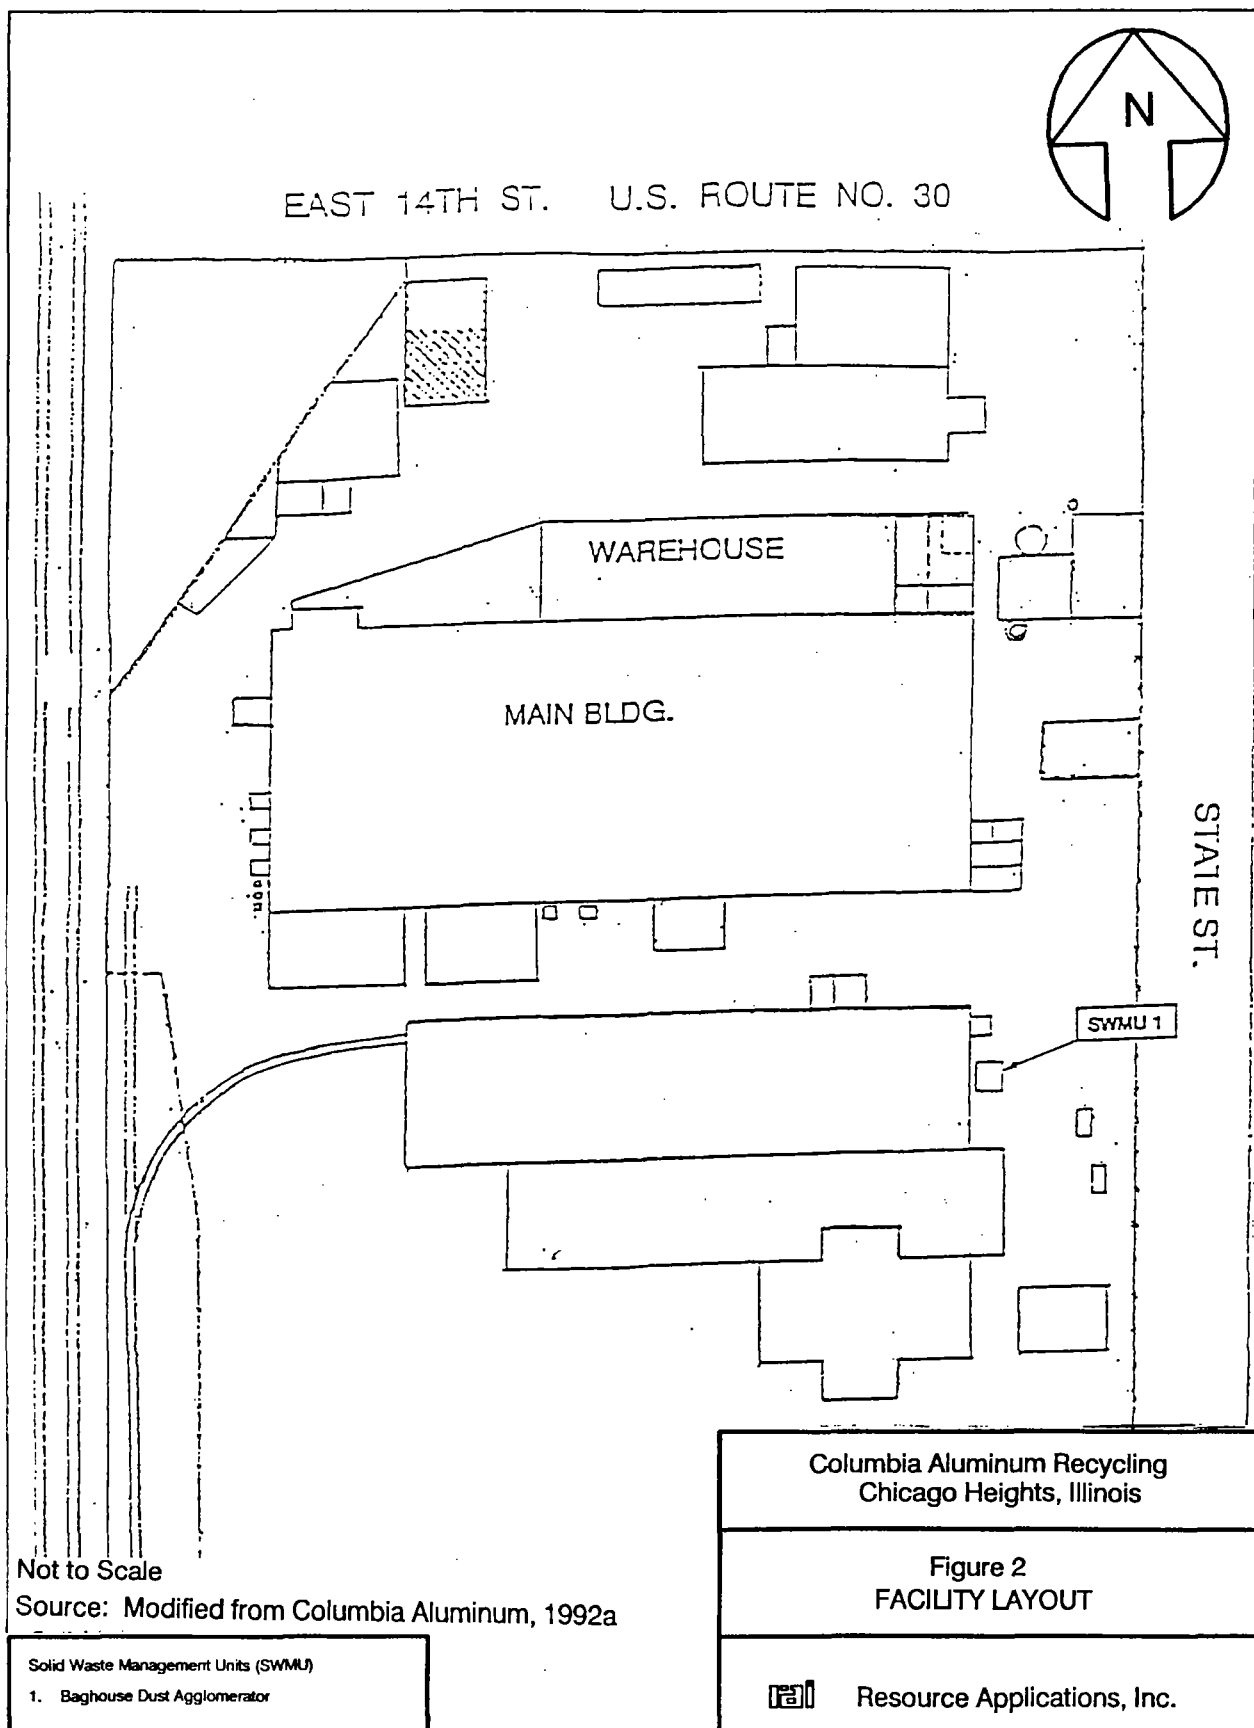 N
EAST 14TH ST. U.S. ROUTE NO. 30
WAREHOUSE
MAIN BLDG.
STATE ST.
SWMU 1
Columbia Aluminum Recycling
Chicago Heights, Illinois
Not to Scale
Source: Modified from Columbia Aluminum, 1992a
Figure 2
FACILITY LAYOUT
Solid Waste Management Units (SWMU)
1. Baghouse Dust Agglomerator
rai Resource Applications, Inc.